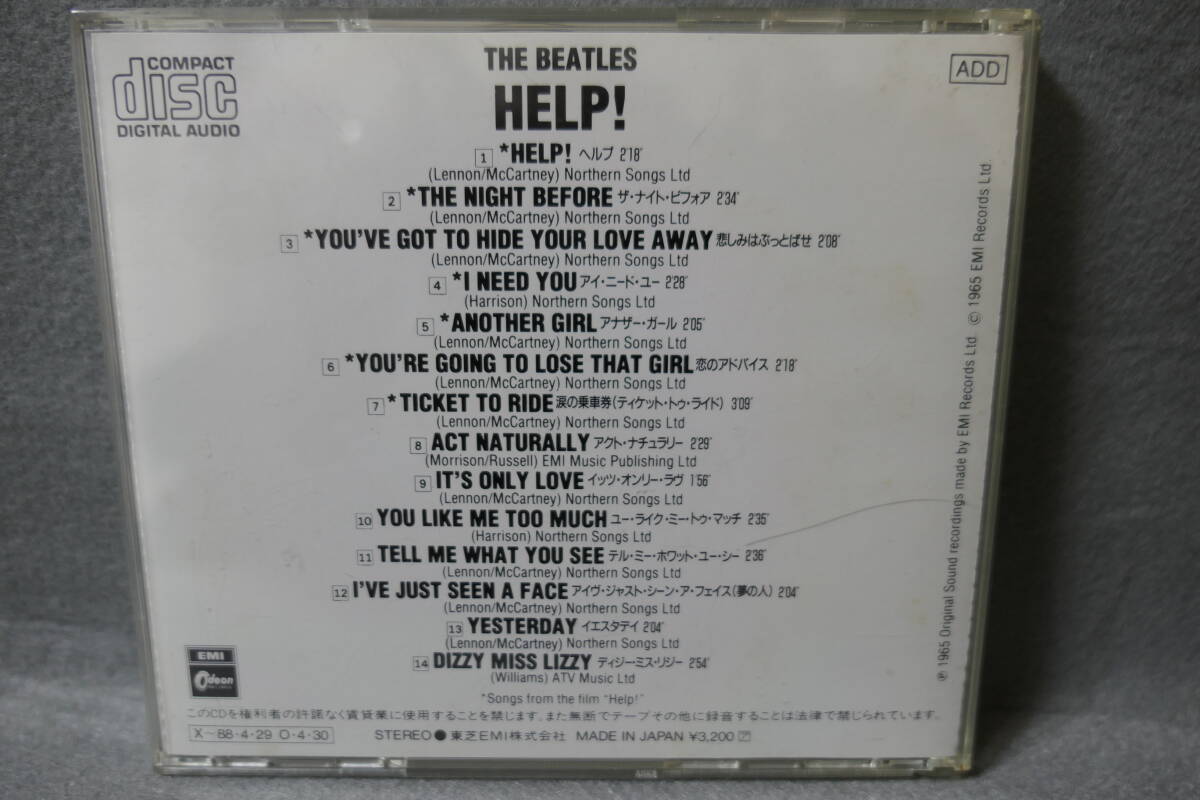 COMPACT
disc
DIGITAL AUDIO
THE BEATLES
HELP!
ADD
1 *HELP! ヘルプ 2'18"
(Lennon/McCartney) Northern Songs Ltd
2 *THE NIGHT BEFORE ザ・ナイト・ビフォア 2'34"
(Lennon/McCartney) Northern Songs Ltd
3 *YOU'VE GOT TO HIDE YOUR LOVE AWAY 悲しみはぶっとばせ 2'08"
(Lennon/McCartney) Northern Songs Ltd
4 *I NEED YOU アイ・ニード・ユー 2'28"
(Harrison) Northern Songs Ltd
5 *ANOTHER GIRL アナザー・ガール 2'05"
(Lennon/McCartney) Northern Songs Ltd
6 *YOU'RE GOING TO LOSE THAT GIRL 恋のアドバイス 2'18"
(Lennon/McCartney) Northern Songs Ltd
7 *TICKET TO RIDE 涙の乗車券(ティケット・トゥ・ライド) 3'09"
(Lennon/McCartney) Northern Songs Ltd
8 ACT NATURALLY アクト・ナチュラリー 2'29"
(Morrison/Russell) EMI Music Publishing Ltd
9 IT'S ONLY LOVE イッツ・オンリー・ラヴ 1'56"
(Lennon/McCartney) Northern Songs Ltd
10 YOU LIKE ME TOO MUCH ユー・ライク・ミー・トゥ・マッチ 2'35"
(Harrison) Northern Songs Ltd
11 TELL ME WHAT YOU SEE テル・ミー・ホワット・ユー・シー 2'36"
(Lennon/McCartney) Northern Songs Ltd
12 I'VE JUST SEEN A FACE アイヴ・ジャスト・シーン・ア・フェイス(夢の人) 2'04"
(Lennon/McCartney) Northern Songs Ltd
13 YESTERDAY イエスタデイ 2'04"
(Lennon/McCartney) Northern Songs Ltd
14 DIZZY MISS LIZZY ディジー・ミス・リジー 2'54"
(Williams) ATV Music Ltd
*Songs from the film "Help!"
EMI
Odeon
このCDを権利者の許諾なく賃貸業に使用することを禁じます。また無断でテープその他に録音することは法律で禁じられています。
X〜88・4・29 O・4・30
STEREO ● 東芝EMI株式会社 MADE IN JAPAN ¥3,200
℗ 1965 Original Sound recordings made by EMI Records Ltd. © 1965 EMI Records Ltd.